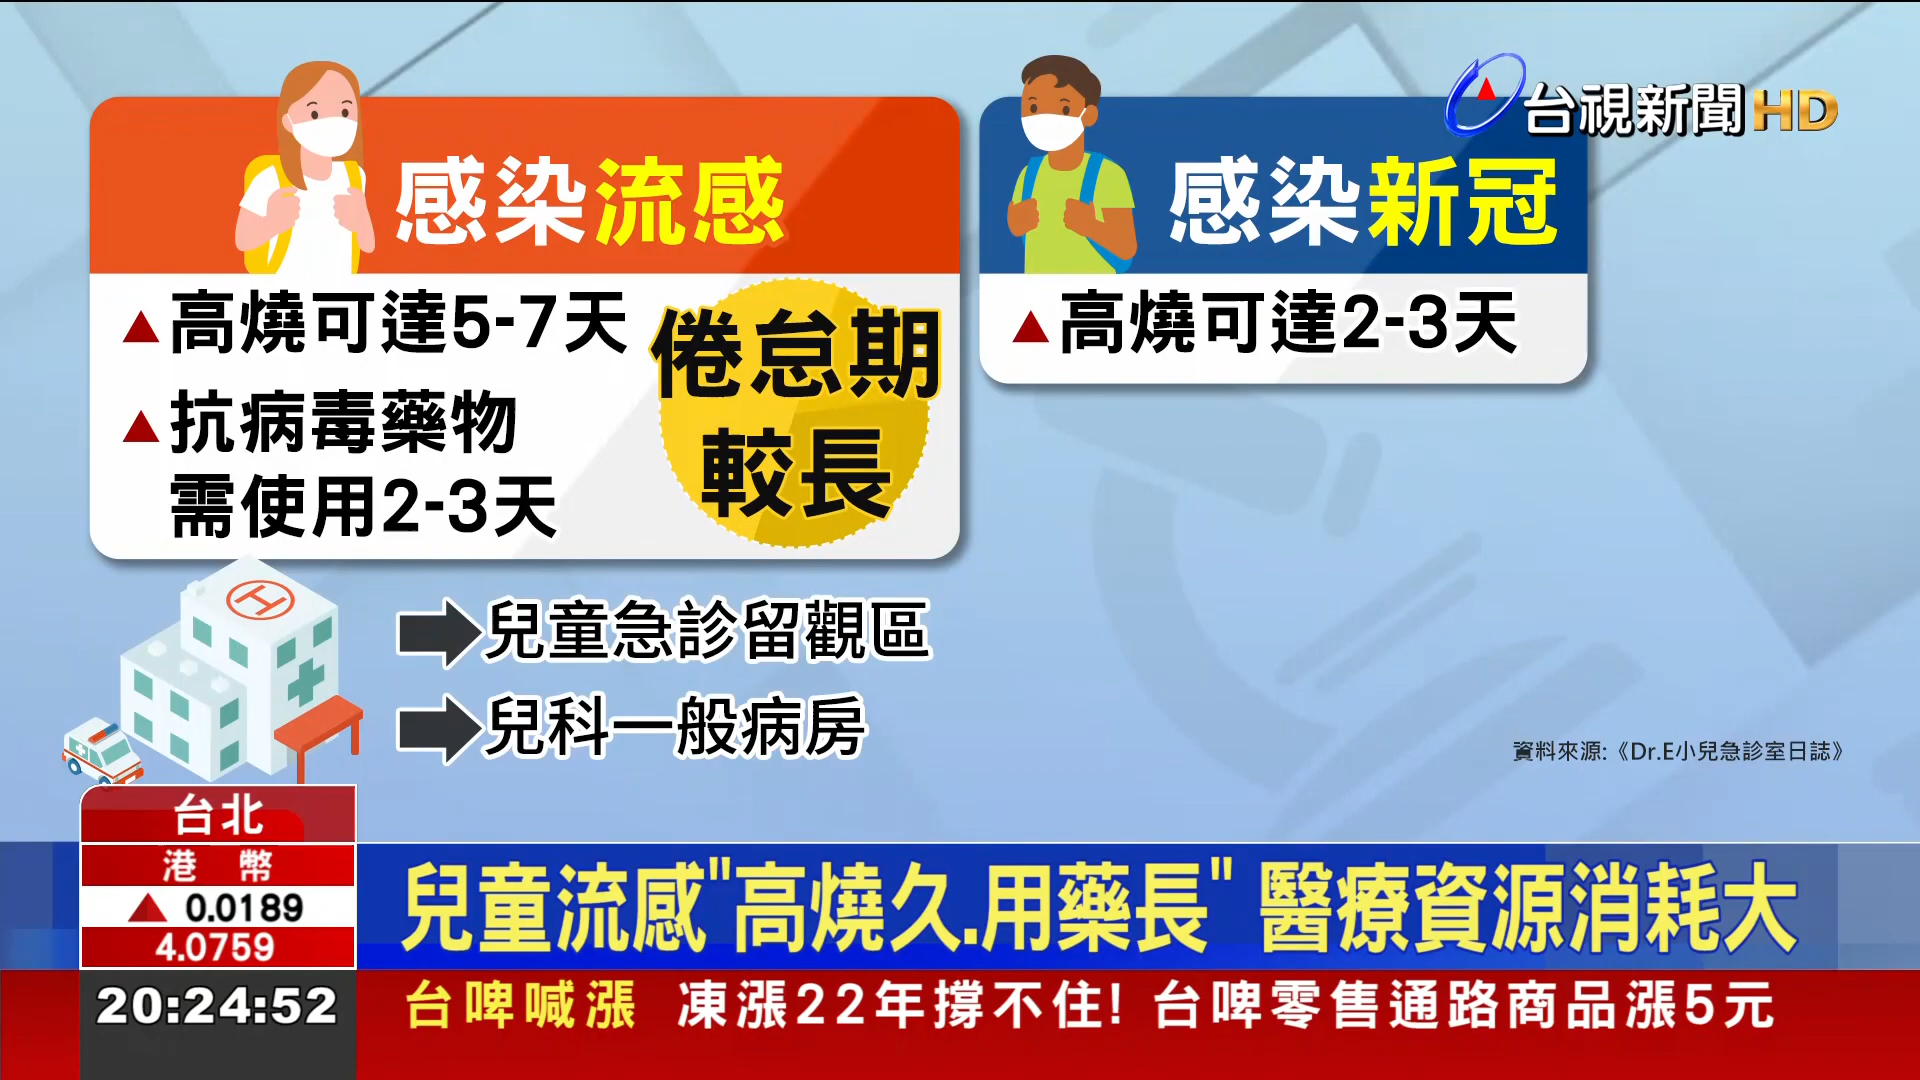 台視新聞HD
感染流感
▲高燒可達5-7天
▲抗病毒藥物
需使用2-3天
倦怠期
較長
感染新冠
▲高燒可達2-3天
兒童急診留觀區
兒科一般病房
資料來源:《Dr.E小兒急診室日誌》
台北
港 幣
▲ 0.0189
4.0759
20:24:52
兒童流感"高燒久.用藥長" 醫療資源消耗大
台啤喊漲 凍漲22年撐不住! 台啤零售通路商品漲5元